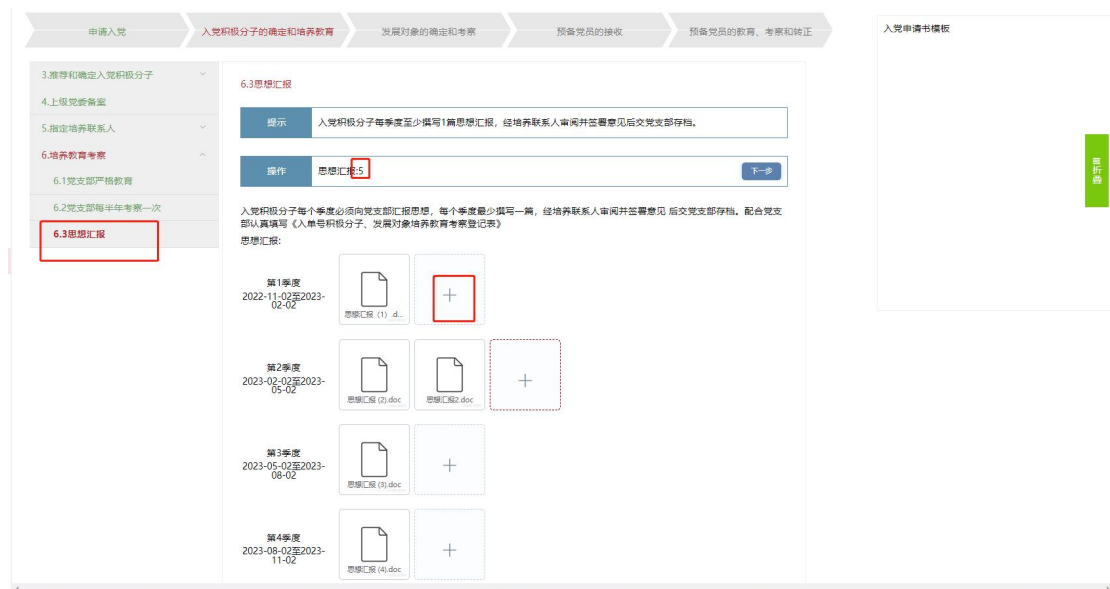 申请入党
入党积极分子的确定和培养教育
发展对象的确定和考察
预备党员的接收
预备党员的教育、考察和转正
入党申请书模板
3.推荐和确定入党积极分子
4.上级党委备案
5.指定培养联系人
6.培养教育考察
6.1党支部严格教育
6.2党支部每半年考察一次
6.3思想汇报
6.3思想汇报
提示
入党积极分子每季度至少撰写1篇思想汇报，经培养联系人审阅并签署意见后交党支部存档。
操作
思想汇报:5
下一步
入党积极分子每个季度必须向党支部汇报思想，每个季度最少撰写一篇，经培养联系人审阅并签署意见 后交党支部存档。配合党支
部认真填写《入单号积极分子、发展对象培养教育考察登记表》
思想汇报:
第1季度
2022-11-02至2023-
02-02
思想汇报（1）.d...
第2季度
2023-02-02至2023-
05-02
思想汇报 (2).doc
思想汇报2.doc
第3季度
2023-05-02至2023-
08-02
思想汇报 (3).doc
第4季度
2023-08-02至2023-
11-02
思想汇报 (4).doc
折叠